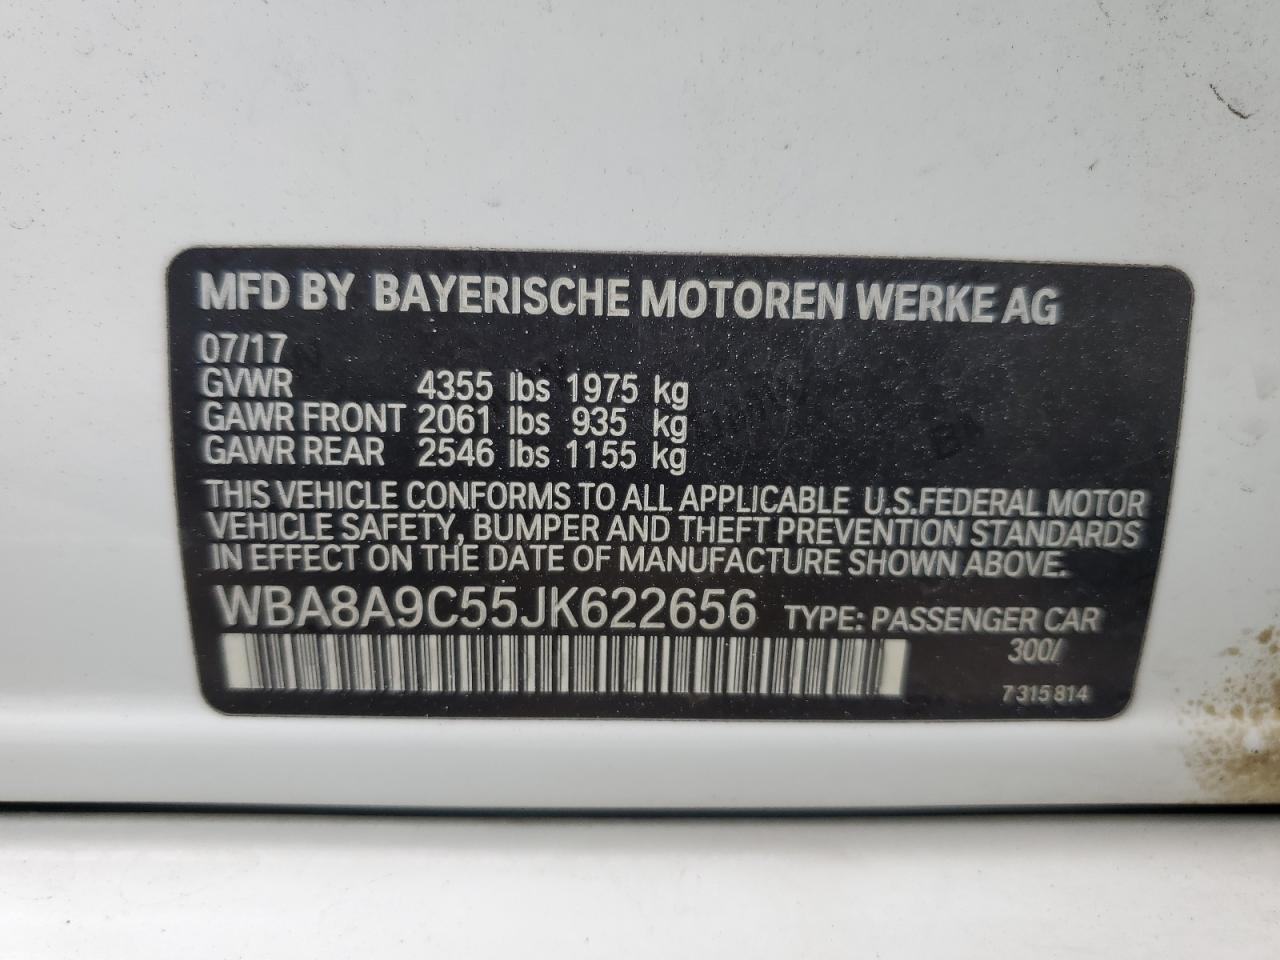 MFD BY BAYERISCHE MOTOREN WERKE AG
07/17
GVWR 4355 lbs 1975 kg
GAWR FRONT 2061 lbs 935 kg
GAWR REAR 2546 lbs 1155 kg
THIS VEHICLE CONFORMS TO ALL APPLICABLE U.S.FEDERAL MOTOR
VEHICLE SAFETY, BUMPER AND THEFT PREVENTION STANDARDS
IN EFFECT ON THE DATE OF MANUFACTURE SHOWN ABOVE.
WBA8A9C55JK622656 TYPE: PASSENGER CAR
300/
7 315 814